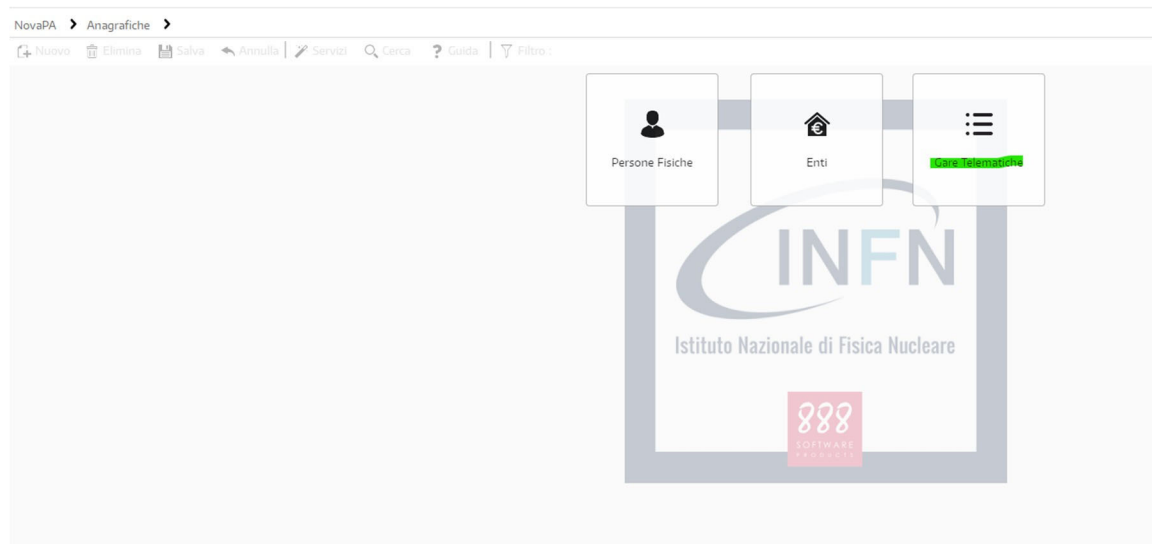 NovaPA Anagrafiche
Nuovo Elimina Salva Annulla Servizi Cerca ? Guida Filtro :
Persone Fisiche Enti Gare Telematiche
INFN
Istituto Nazionale di Fisica Nucleare
888
SOFTWARE
PRODUCTS